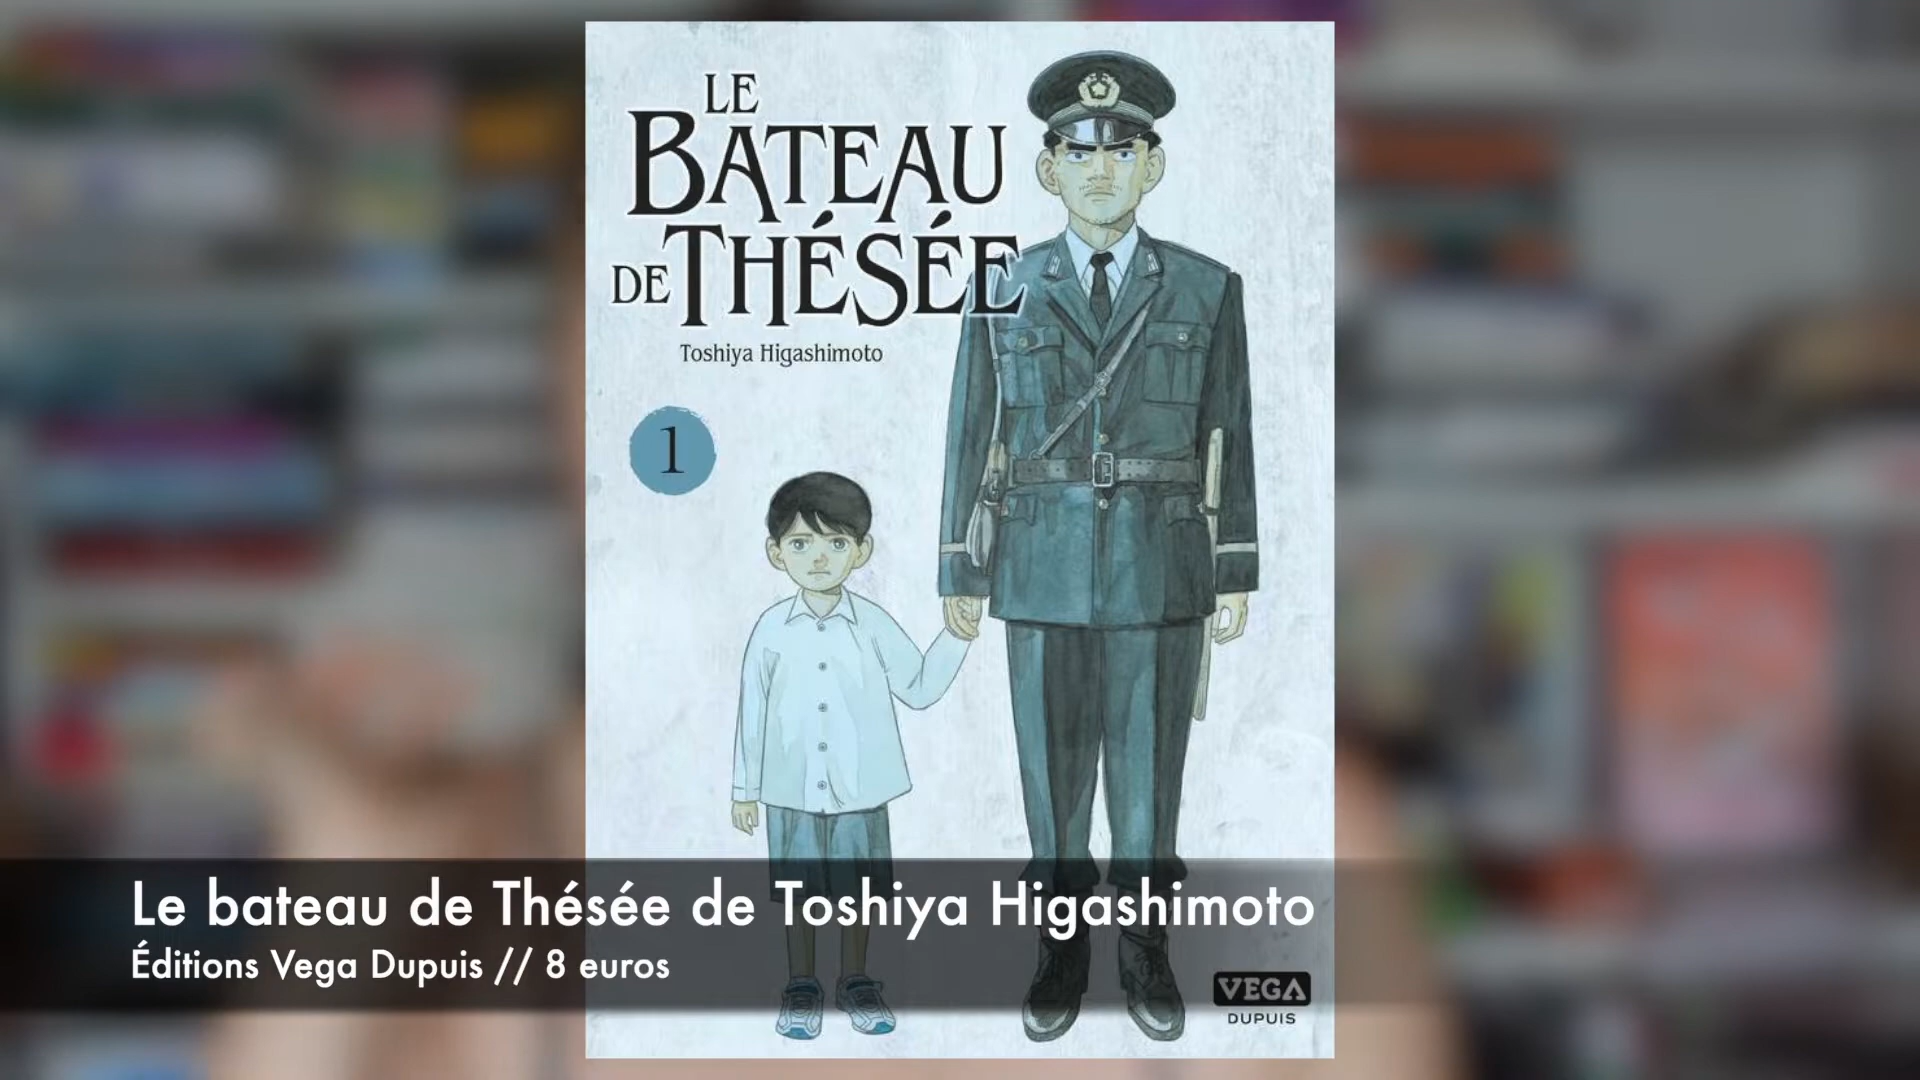 LE
BATEAU
DE THÉSÉE
Toshiya Higashimoto
1
Le bateau de Thésée de Toshiya Higashimoto
Éditions Vega Dupuis // 8 euros
VEGA
DUPUIS